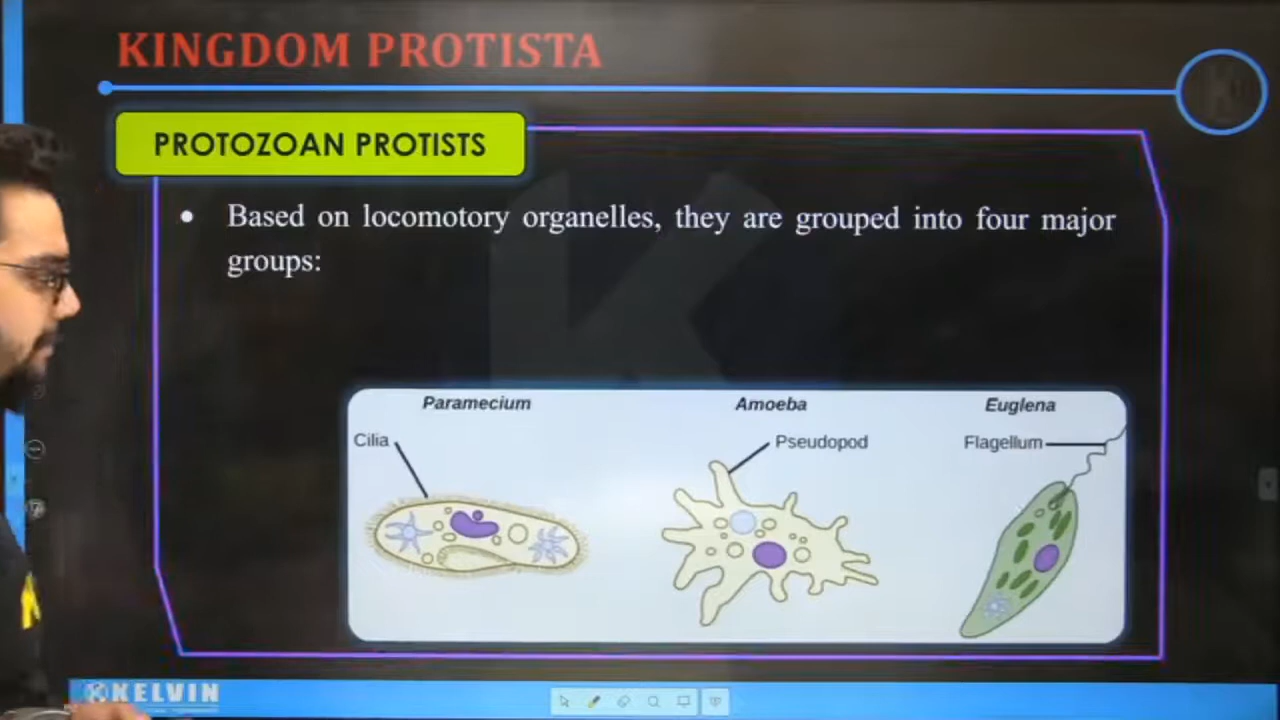 KINGDOM PROTISTA
PROTOZOAN PROTISTS
• Based on locomotory organelles, they are grouped into four major
groups:
Paramecium Amoeba Euglena
Cilia Pseudopod Flagellum
KELVIN